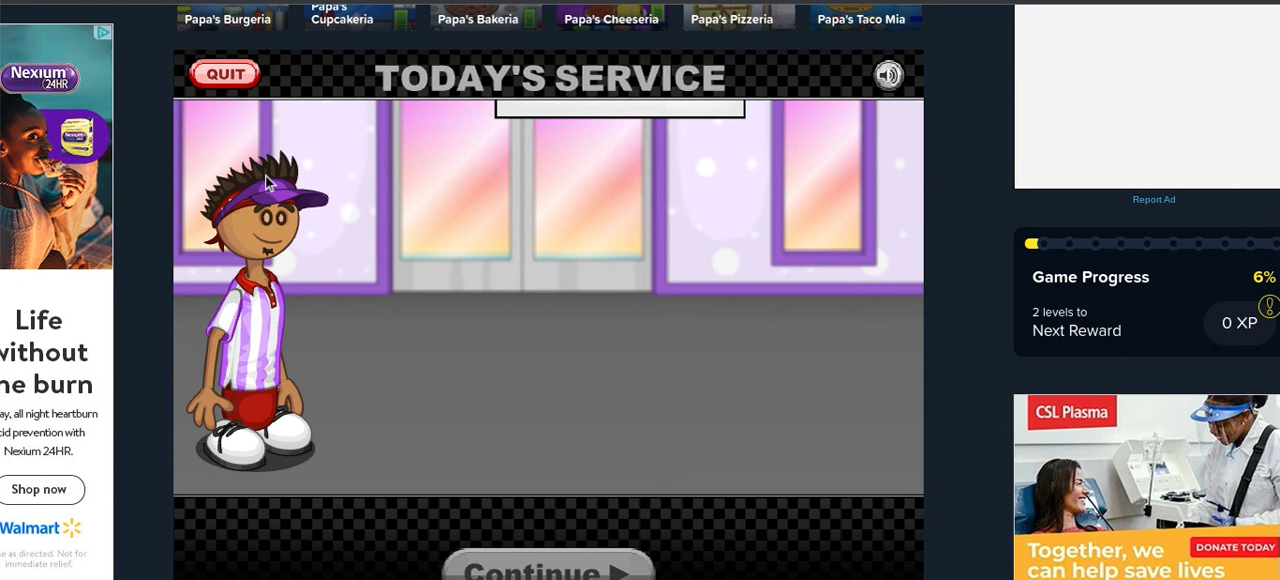 Papa's Burgeria
Papa's
Cupcakeria
Papa's Bakeria
Papa's Cheeseria
Papa's Pizzeria
Papa's Taco Mia
QUIT
TODAY'S SERVICE
Continue
Nexium
24HR
Life
without
he burn
ay, all night heartburn
cid prevention with
Nexium 24HR.
Shop now
Walmart
se as directed. Not for
immediate relief.
Report Ad
Game Progress
6%
2 levels to
Next Reward
0 XP
CSL Plasma
Together, we
can help save lives
DONATE TODAY